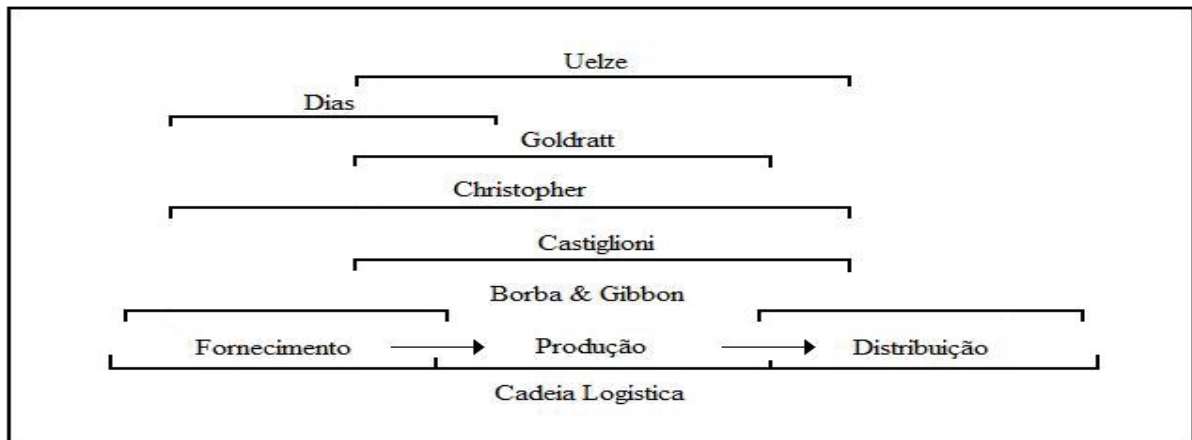 Uelze
Dias
Goldratt
Christopher
Castiglioni
Borba & Gibbon
Fornecimento Produção Distribuição
Cadeia Logística